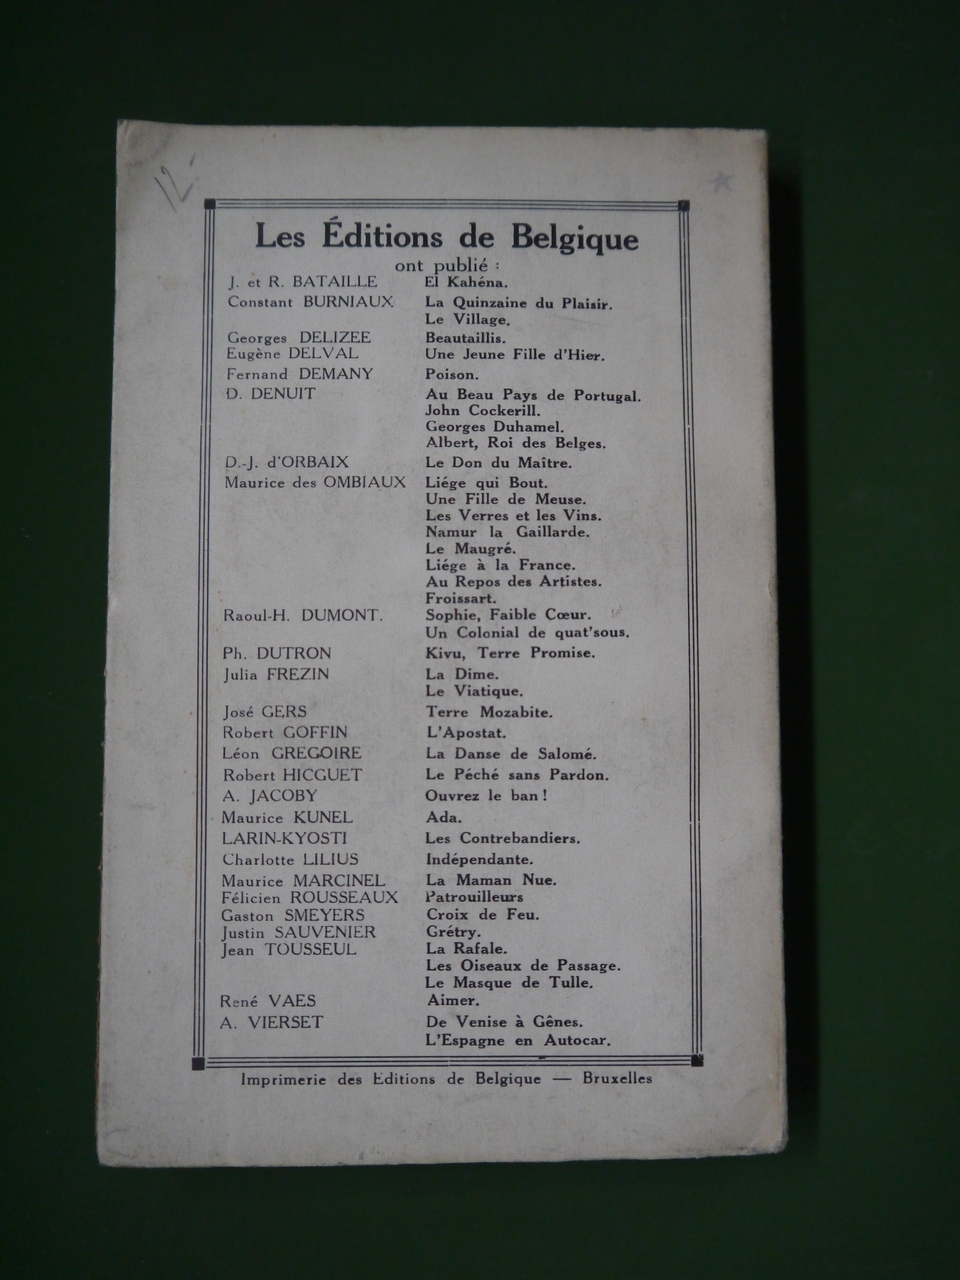 Les Éditions de Belgique
ont publié :
J. et R. BATAILLE El Kahéna.
Constant BURNIAUX La Quinzaine du Plaisir.
Le Village.
Georges DELIZEE Beautaillis.
Eugène DELVAL Une Jeune Fille d'Hier.
Fernand DEMANY Poison.
D. DENUIT Au Beau Pays de Portugal.
John Cockerill.
Georges Duhamel.
Albert, Roi des Belges.
D.-J. d'ORBAIX Le Don du Maître.
Maurice des OMBIAUX Liége qui Bout.
Une Fille de Meuse.
Les Verres et les Vins.
Namur la Gaillarde.
Le Maugré.
Liége à la France.
Au Repos des Artistes.
Froissart.
Raoul-H. DUMONT. Sophie, Faible Cœur.
Un Colonial de quat'sous.
Ph. DUTRON Kivu, Terre Promise.
Julia FREZIN La Dime.
Le Viatique.
José GERS Terre Mozabite.
Robert GOFFIN L'Apostat.
Léon GREGOIRE La Danse de Salomé.
Robert HICGUET Le Péché sans Pardon.
A. JACOBY Ouvrez le ban !
Maurice KUNEL Ada.
LARIN-KYOSTI Les Contrebandiers.
Charlotte LILIUS Indépendante.
Maurice MARCINEL La Maman Nue.
Félicien ROUSSEAUX Patrouilleurs
Gaston SMEYERS Croix de Feu.
Justin SAUVENIER Grétry.
Jean TOUSSEUL La Rafale.
Les Oiseaux de Passage.
Le Masque de Tulle.
René VAES Aimer.
A. VIERSET De Venise à Gênes.
L'Espagne en Autocar.
Imprimerie des Editions de Belgique — Bruxelles